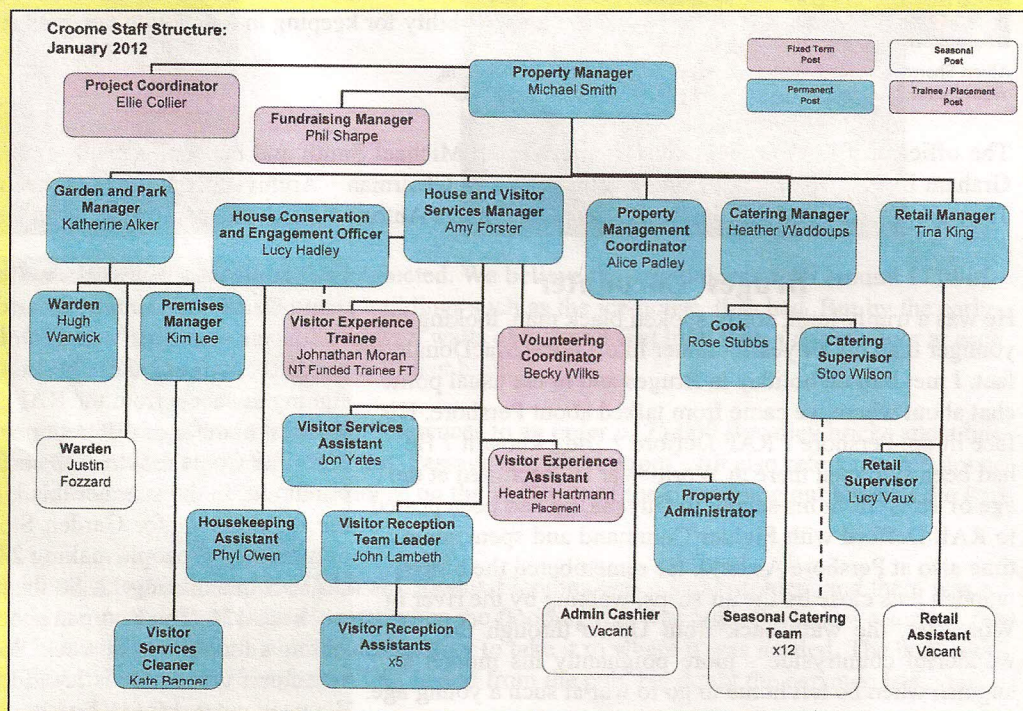 Croome Staff Structure:
January 2012
Fixed Term
Post
Seasonal
Post
Permanent
Post
Trainee / Placement
Post
Property Manager
Michael Smith
Project Coordinator
Ellie Collier
Fundraising Manager
Phil Sharpe
Garden and Park
Manager
Katherine Alker
House Conservation
and Engagement Officer
Lucy Hadley
House and Visitor
Services Manager
Amy Forster
Property
Management
Coordinator
Alice Padley
Catering Manager
Heather Waddoups
Retail Manager
Tina King
Warden
Hugh
Warwick
Premises
Manager
Kim Lee
Visitor Experience
Trainee
Johnathan Moran
NT Funded Trainee FT
Volunteering
Coordinator
Becky Wilks
Cook
Rose Stubbs
Catering
Supervisor
Stoo Wilson
Warden
Justin
Fozzard
Visitor Services
Assistant
Jon Yates
Visitor Experience
Assistant
Heather Hartmann
Placement
Retail
Supervisor
Lucy Vaux
Housekeeping
Assistant
Phyl Owen
Visitor Reception
Team Leader
John Lambeth
Property
Administrator
Visitor
Services
Cleaner
Kate Banner
Visitor Reception
Assistants
x5
Admin Cashier
Vacant
Seasonal Catering
Team
x12
Retail
Assistant
Vacant